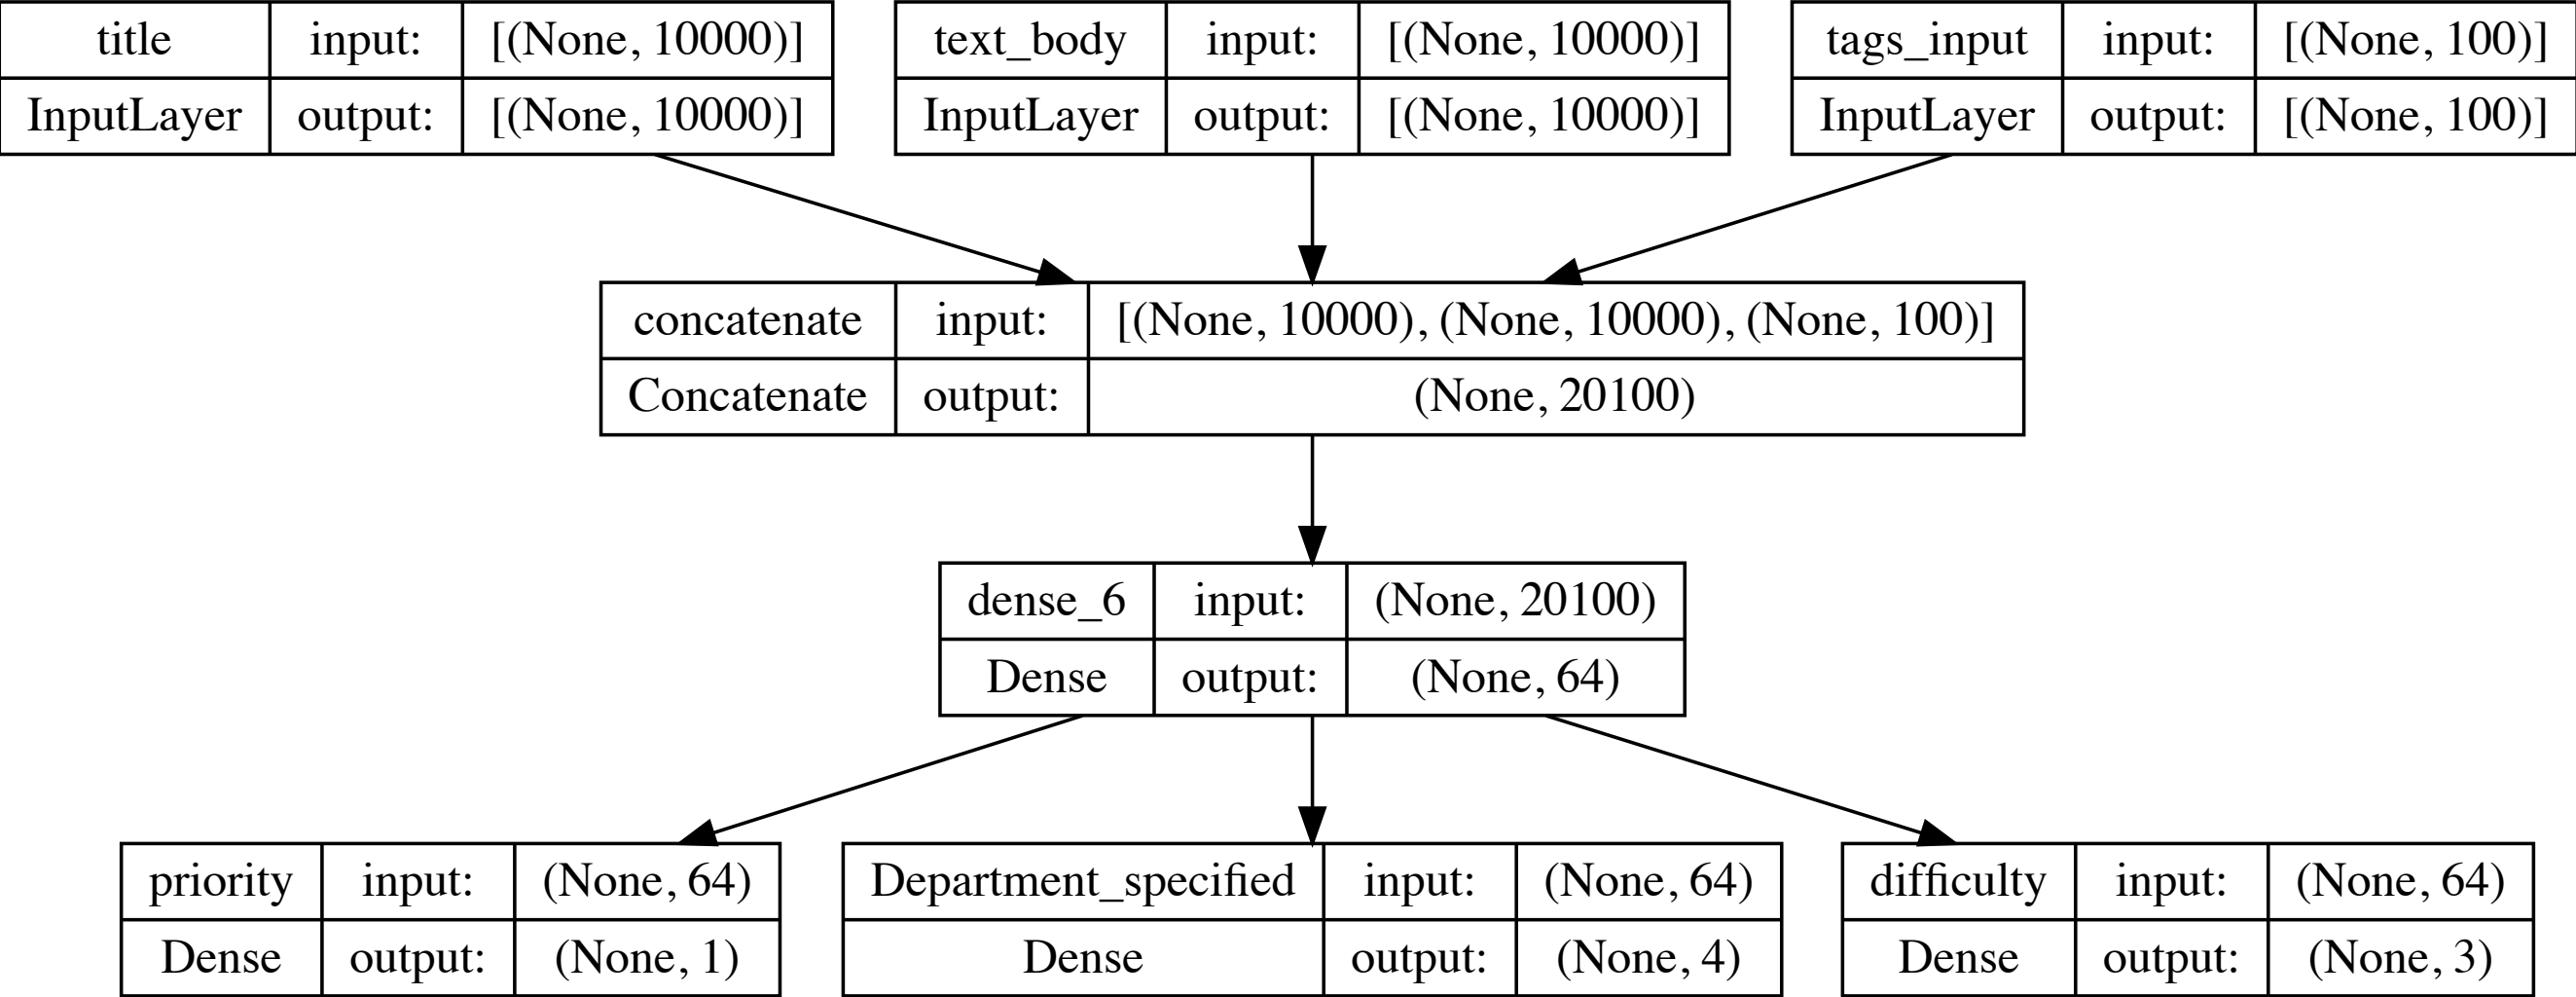 title input: [(None, 10000)]
InputLayer output: [(None, 10000)]
text_body input: [(None, 10000)]
InputLayer output: [(None, 10000)]
tags_input input: [(None, 100)]
InputLayer output: [(None, 100)]
concatenate input: [(None, 10000), (None, 10000), (None, 100)]
Concatenate output: (None, 20100)
dense_6 input: (None, 20100)
Dense output: (None, 64)
priority input: (None, 64)
Dense output: (None, 1)
Department_specified input: (None, 64)
Dense output: (None, 4)
difficulty input: (None, 64)
Dense output: (None, 3)